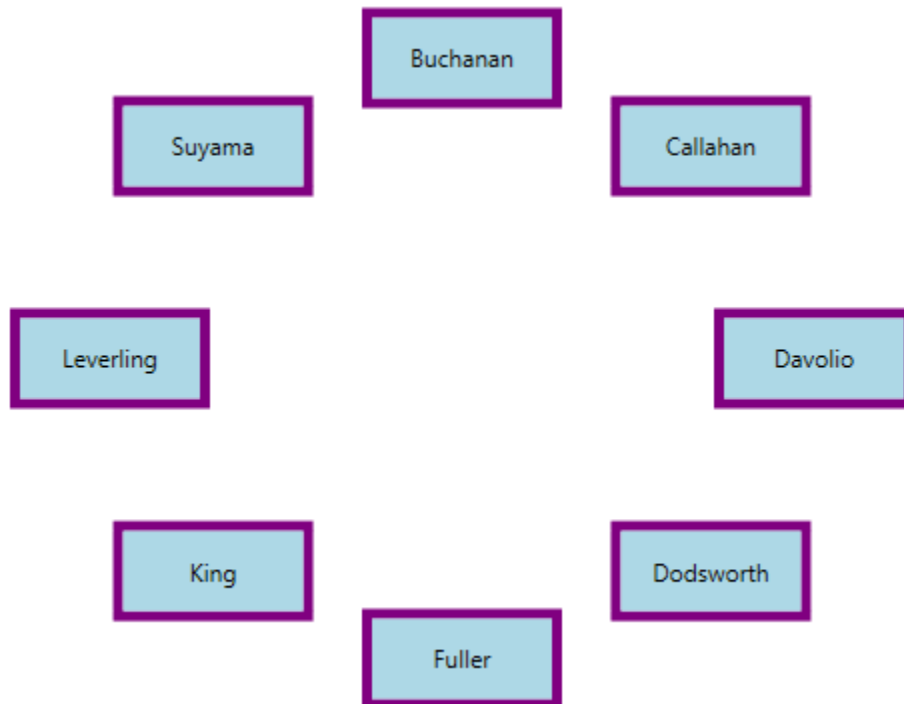 Buchanan
Suyama
Callahan
Leverling
Davolio
King
Dodsworth
Fuller